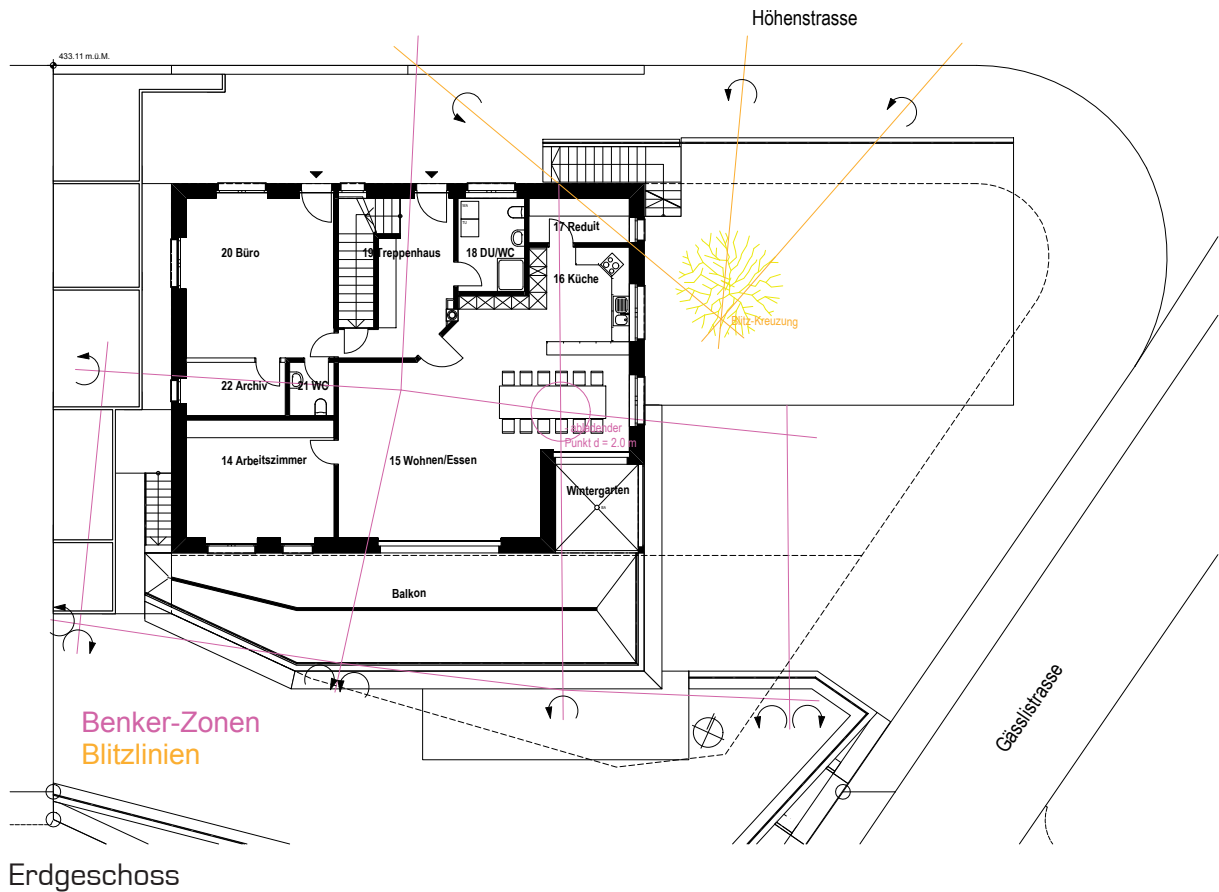 Höhenstrasse
433.11 m.ü.M.
20 Büro
19 Treppenhaus
18 DU/WC
17 Reduit
16 Küche
Blitz-Kreuzung
22 Archiv
21 WC
abladender
Punkt d = 2.0 m
14 Arbeitszimmer
15 Wohnen/Essen
Wintergarten
Balkon
Benker-Zonen
Blitzlinien
Gässlistrasse
Erdgeschoss